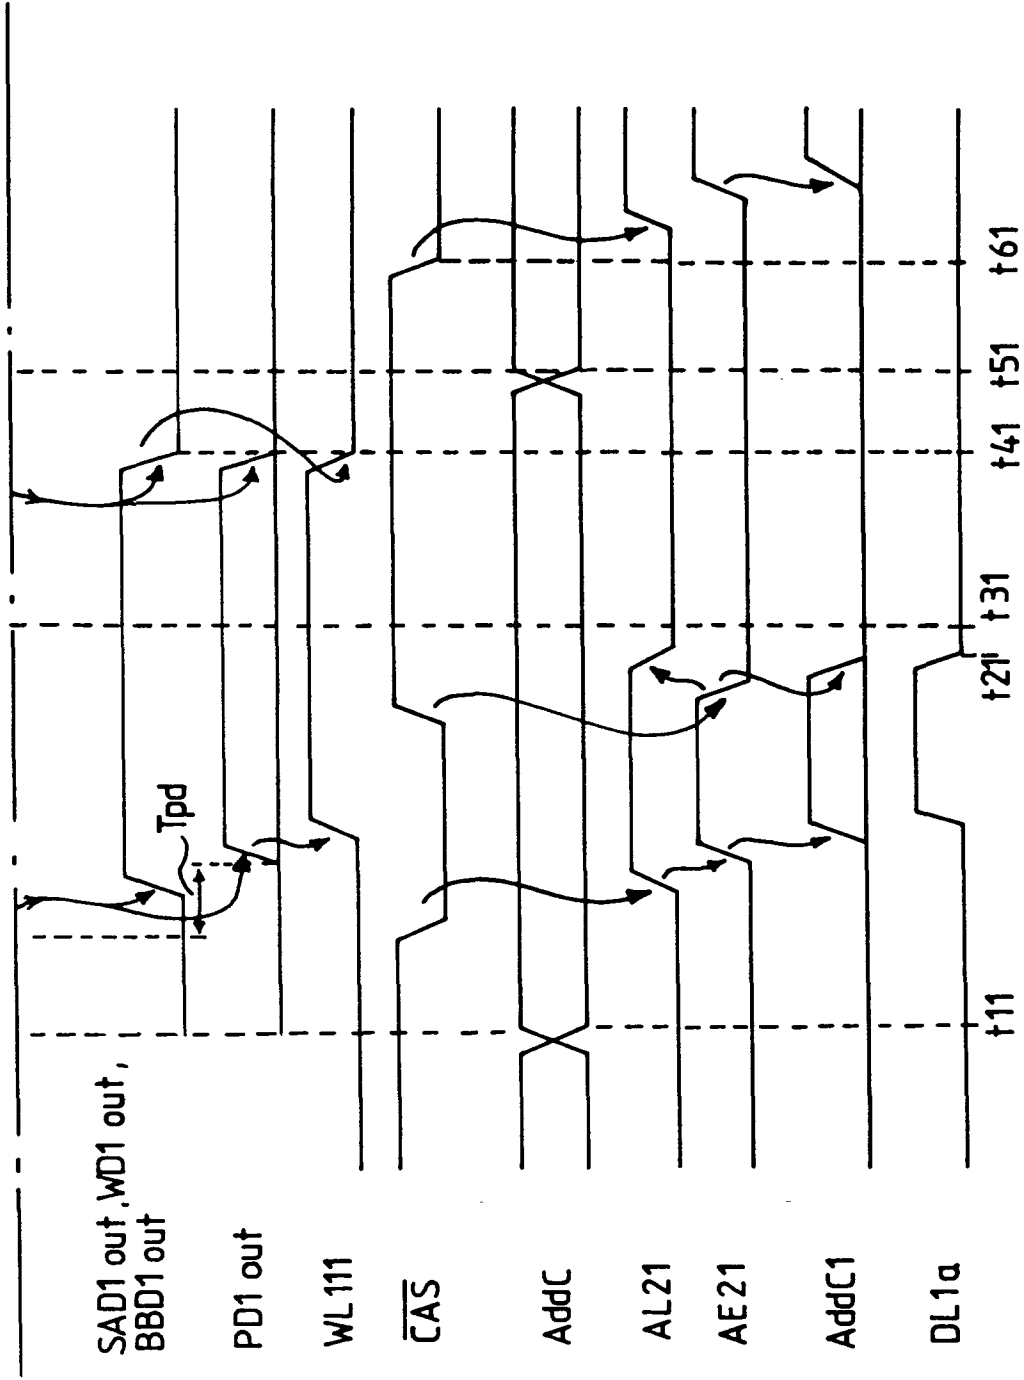 SAD1 out, WD1 out,
BBD1 out
Tpd
PD1 out
WL111
CAS
AddC
AL21
AE21
AddC1
DL1a
t11
t21
t31
t41
t51
t61